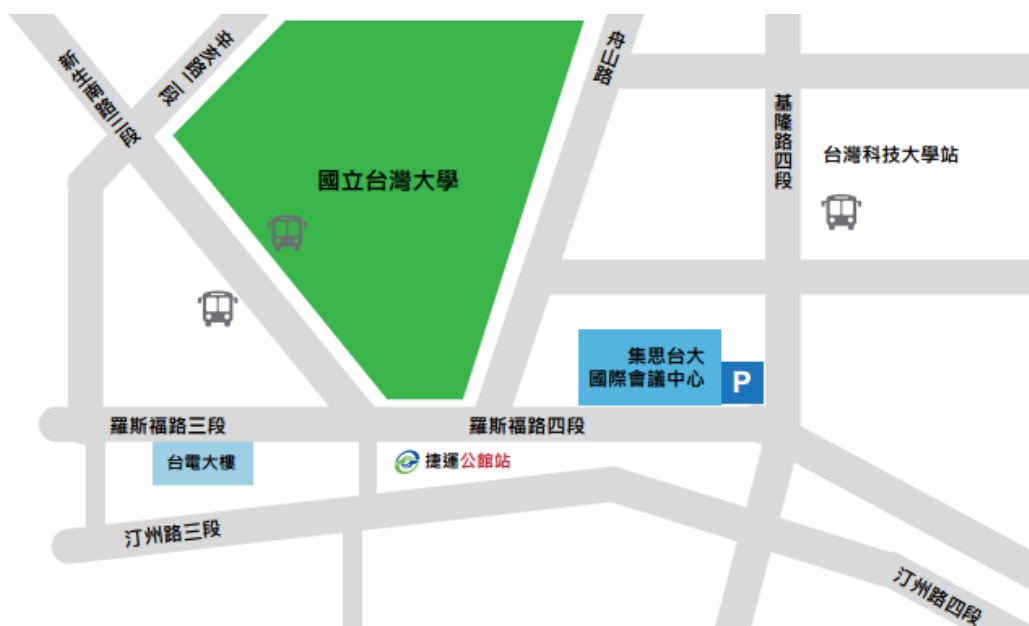 新生南路三段
辛亥路二段
舟山路
基隆路四段
台灣科技大學站
國立台灣大學
集思台大
國際會議中心
P
羅斯福路三段
羅斯福路四段
台電大樓
捷運公館站
汀州路三段
汀州路四段